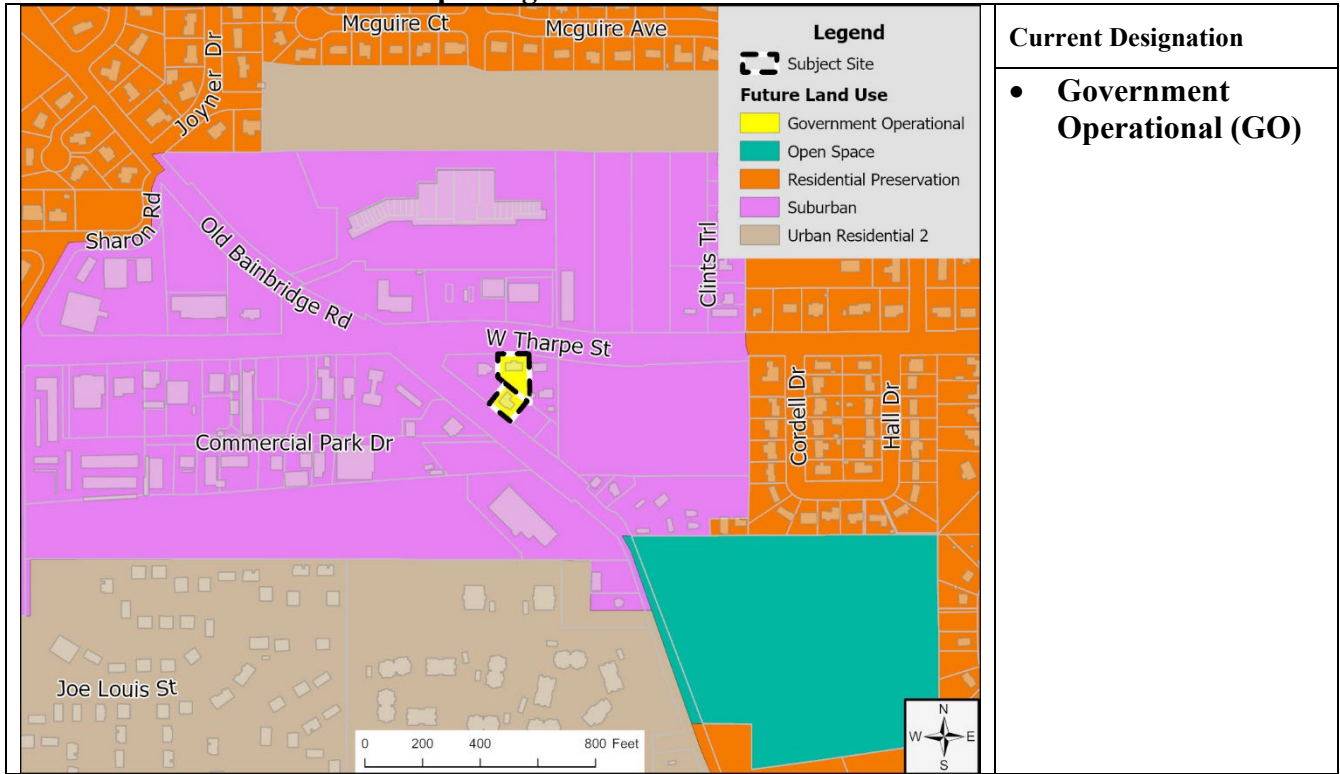 Mcguire Ct
Mcguire Ave
Joyner Dr
Sharon Rd
Old Bainbridge Rd
Clints Trl
W Tharpe St
Commercial Park Dr
Cordell Dr
Hall Dr
Joe Louis St
0 200 400 800 Feet
N
W E
S
Legend
Subject Site
Future Land Use
Government Operational
Open Space
Residential Preservation
Suburban
Urban Residential 2
Current Designation
• Government
Operational (GO)